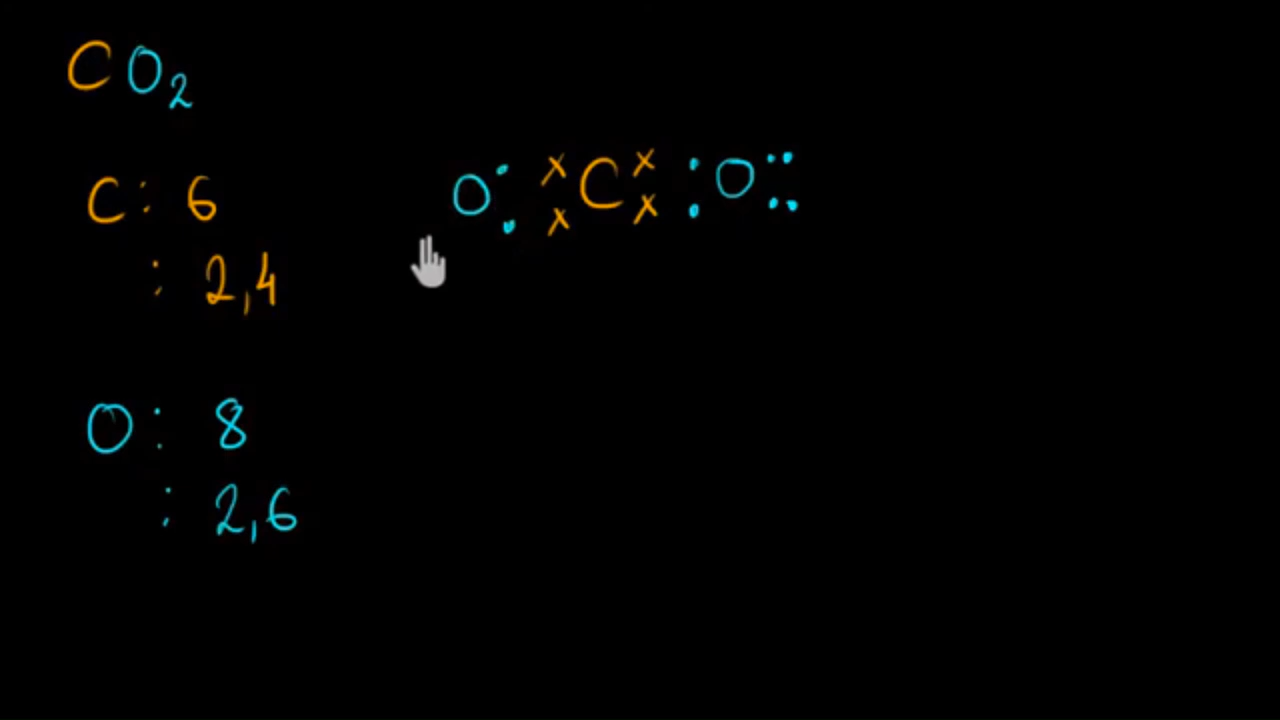 CO₂
C: 6
: 2,4
O: 8
: 2,6
O : x x C x x : O : :